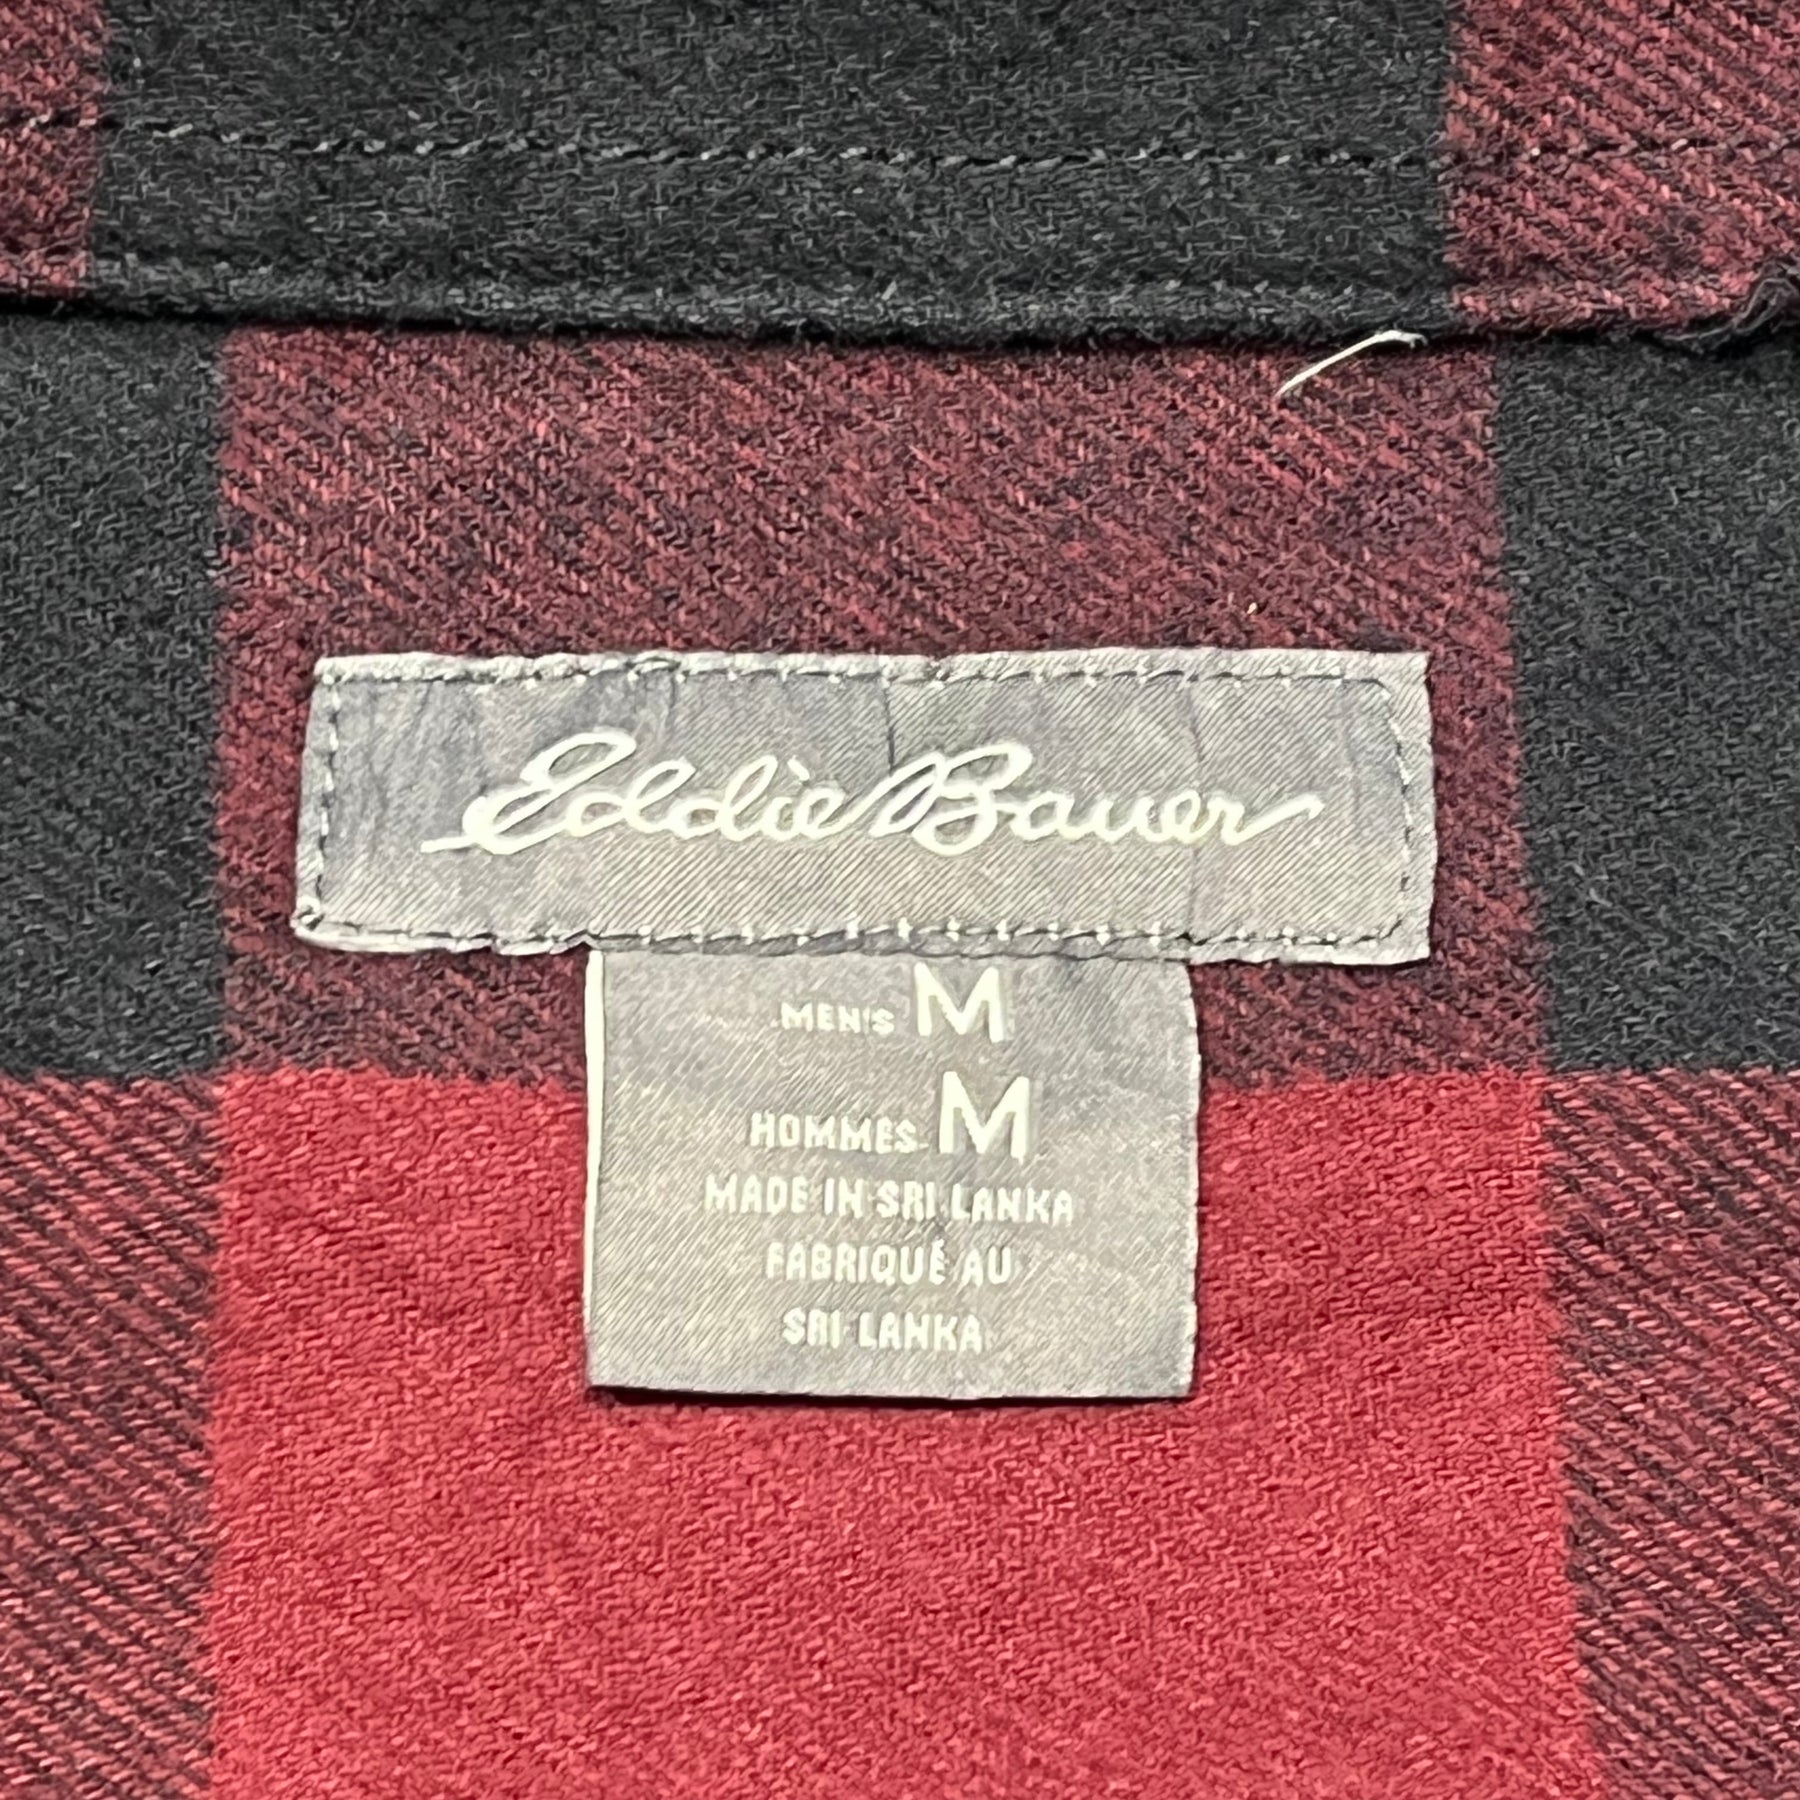 Eddie Bauer
MEN'S M
HOMMES M
MADE IN SRI LANKA
FABRIQUÉ AU
SRI LANKA